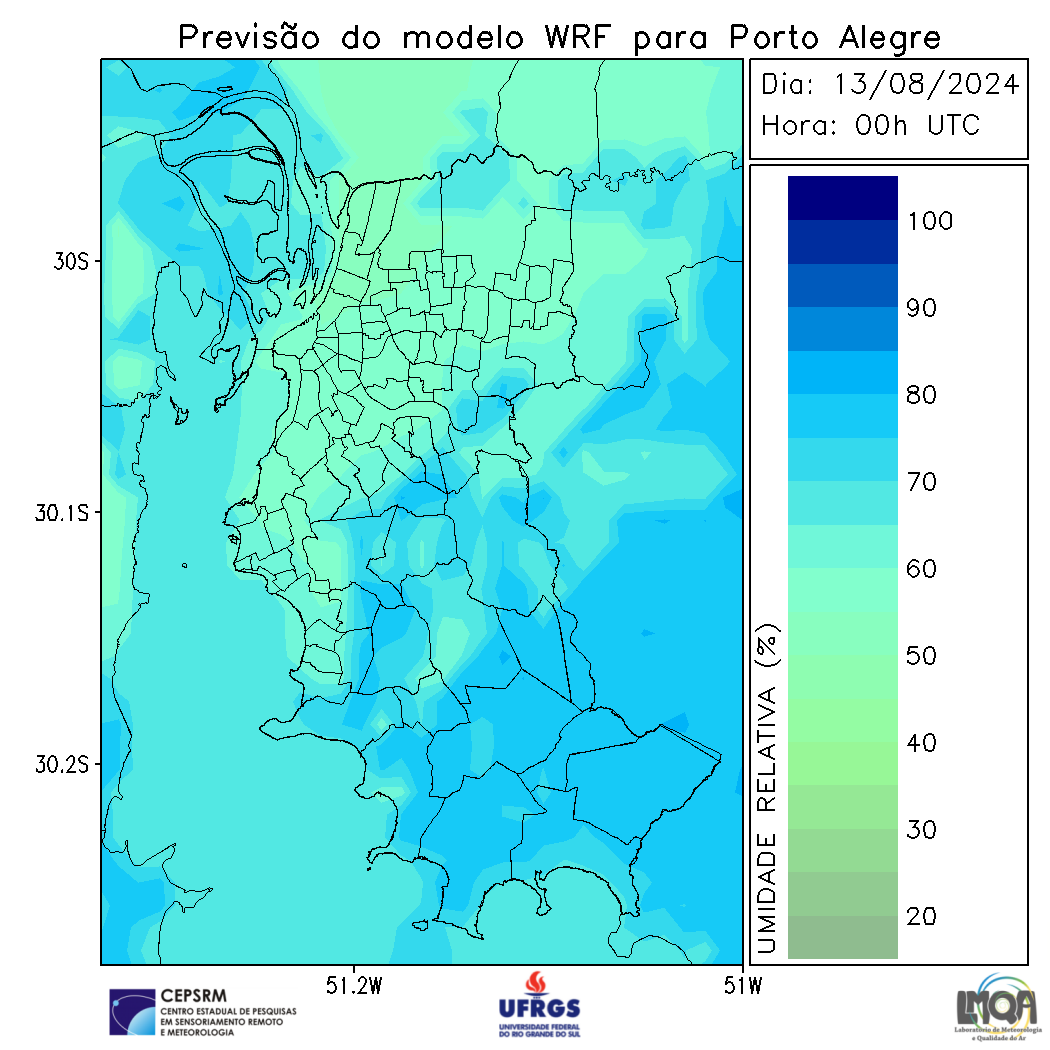 Previsão do modelo WRF para Porto Alegre
Dia: 13/08/2024
Hora: 00h UTC
100
90
80
70
60
50
40
30
20
UMIDADE RELATIVA (%)
30S
30.1S
30.2S
51.2W
51W
CEPSRM
CENTRO ESTADUAL DE PESQUISAS
EM SENSORIAMENTO REMOTO
E METEOROLOGIA
UFRGS
UNIVERSIDADE FEDERAL
DO RIO GRANDE DO SUL
LMQA
Laboratório de Meteorologia
e Qualidade do Ar